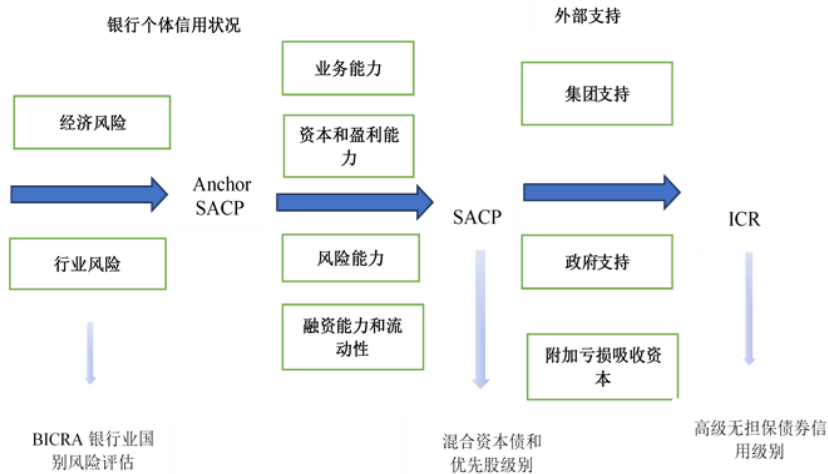 银行个体信用状况
外部支持
业务能力
集团支持
经济风险
资本和盈利能
力
Anchor
SACP
SACP
ICR
行业风险
风险能力
政府支持
融资能力和流
动性
附加亏损吸收资
本
BICRA 银行业国
别风险评估
混合资本债和
优先股级别
高级无担保债券信
用级别